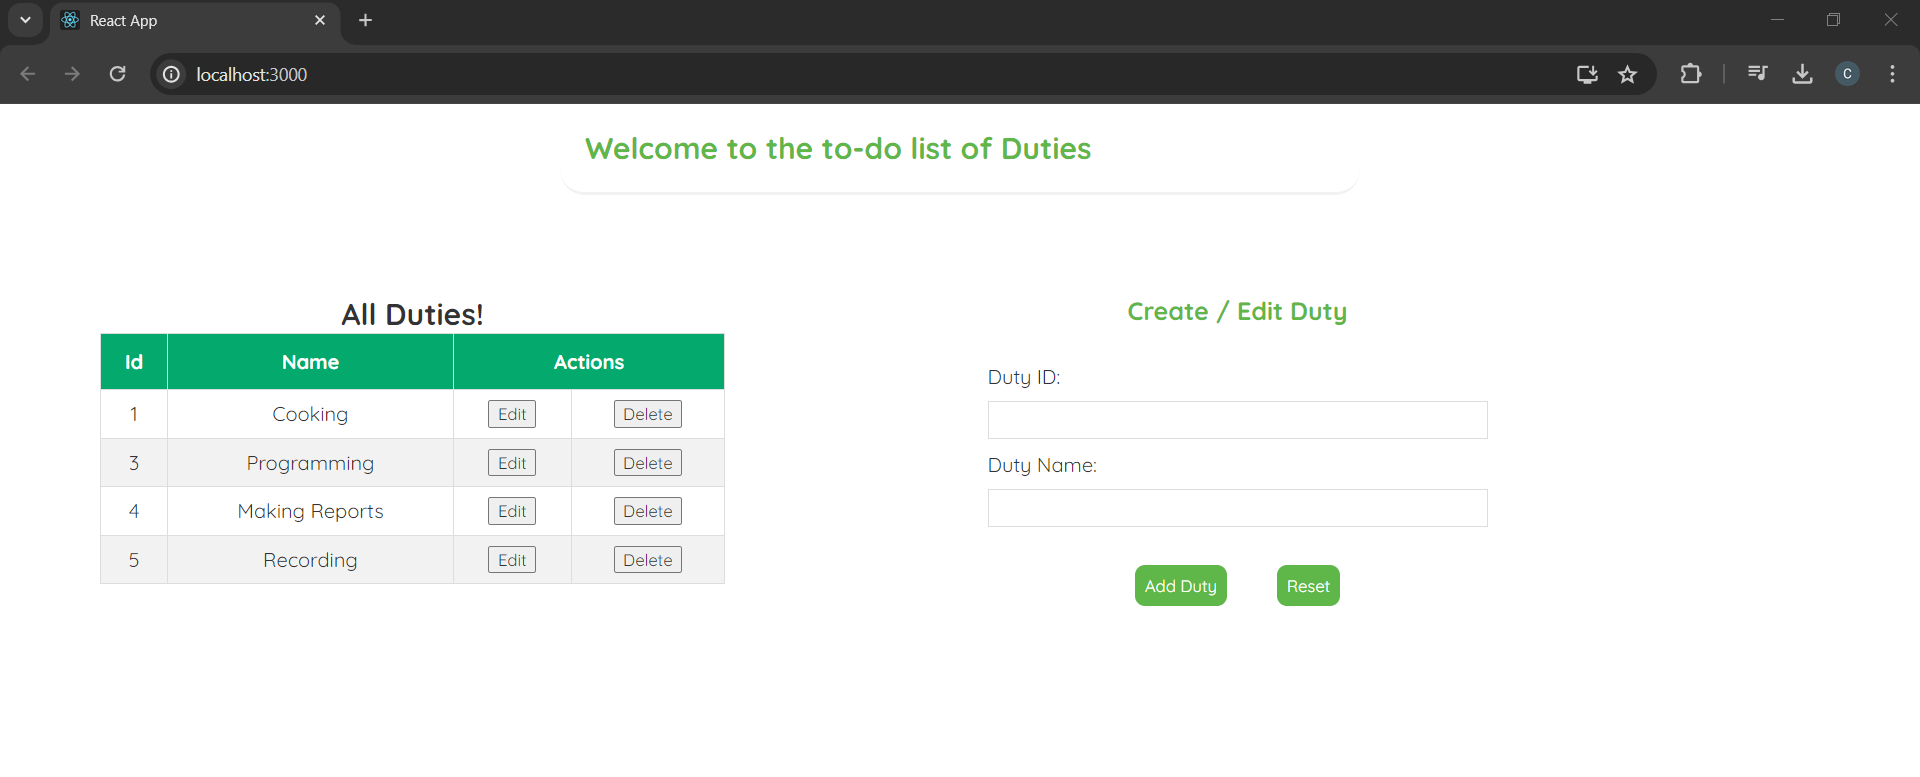 React App
localhost:3000
C
Welcome to the to-do list of Duties
All Duties!
Id Name Actions
1 Cooking Edit Delete
3 Programming Edit Delete
4 Making Reports Edit Delete
5 Recording Edit Delete
Create / Edit Duty
Duty ID:
Duty Name:
Add Duty Reset